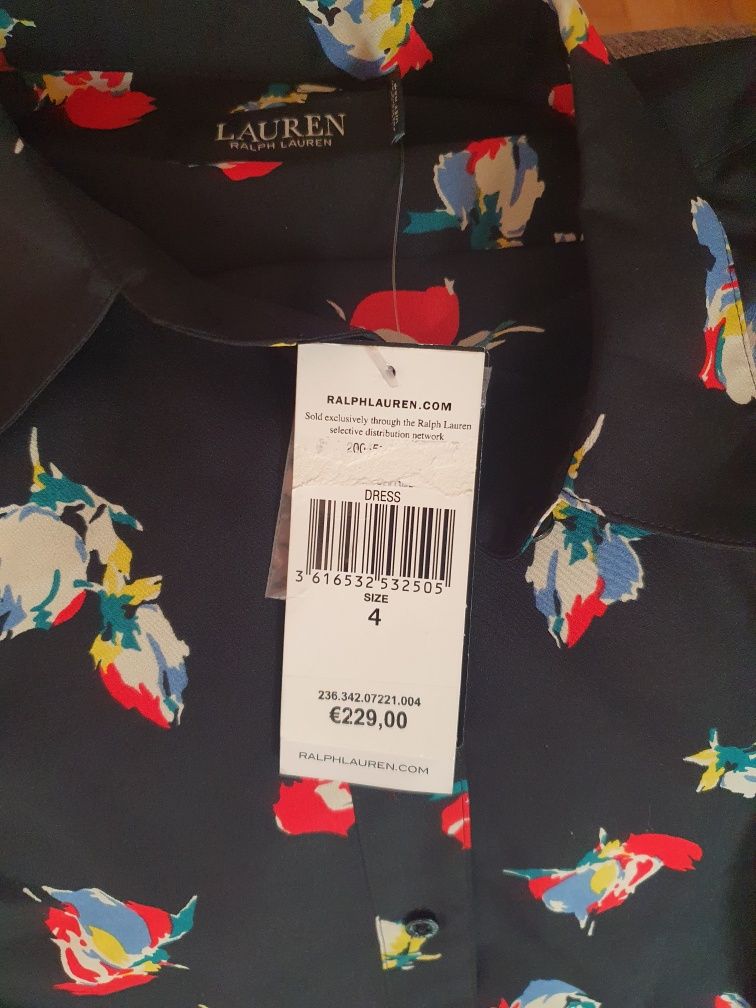 LAUREN
RALPH LAUREN
RALPHLAUREN.COM
Sold exclusively through the Ralph Lauren
selective distribution network
DRESS
3 616532 532505
SIZE
4
236.342.07221.004
€229,00
RALPHLAUREN.COM